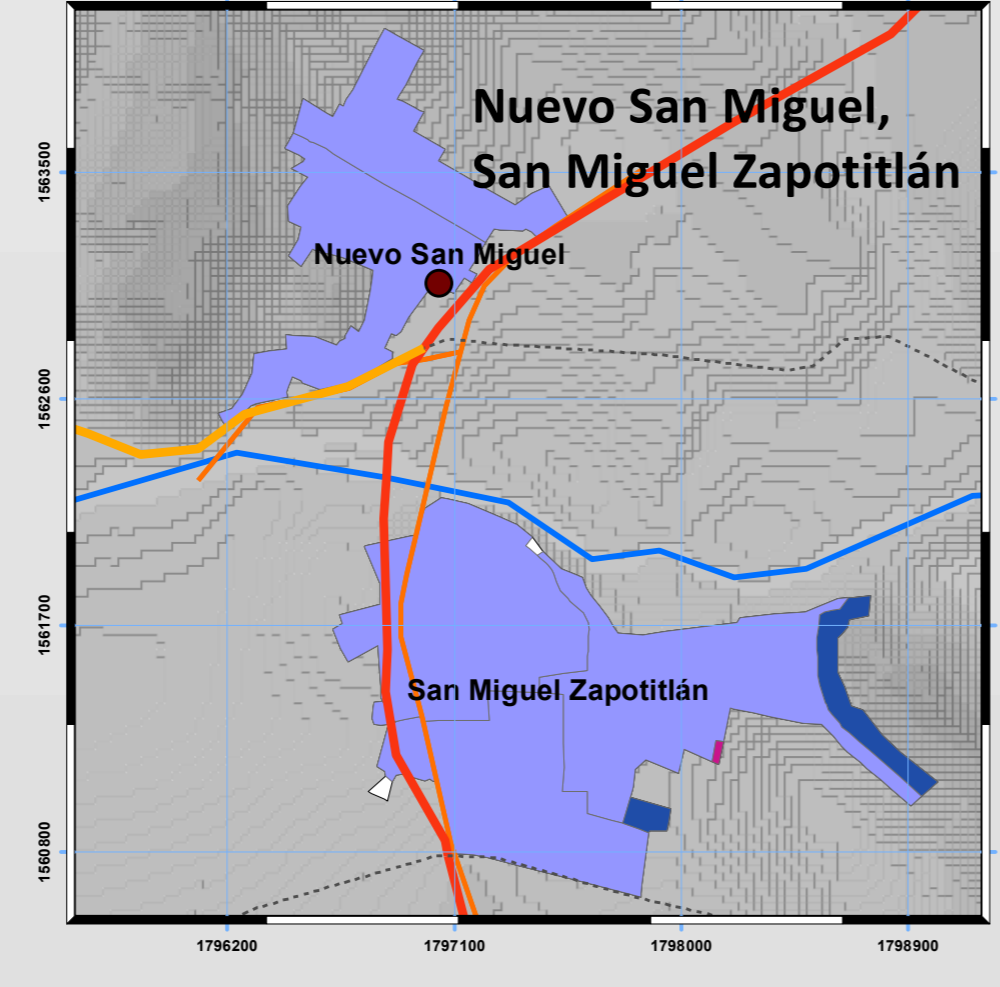 Nuevo San Miguel,
San Miguel Zapotitlán
Nuevo San Miguel
San Miguel Zapotitlán
1563500
1562600
1561700
1560800
1796200
1797100
1798000
1798900